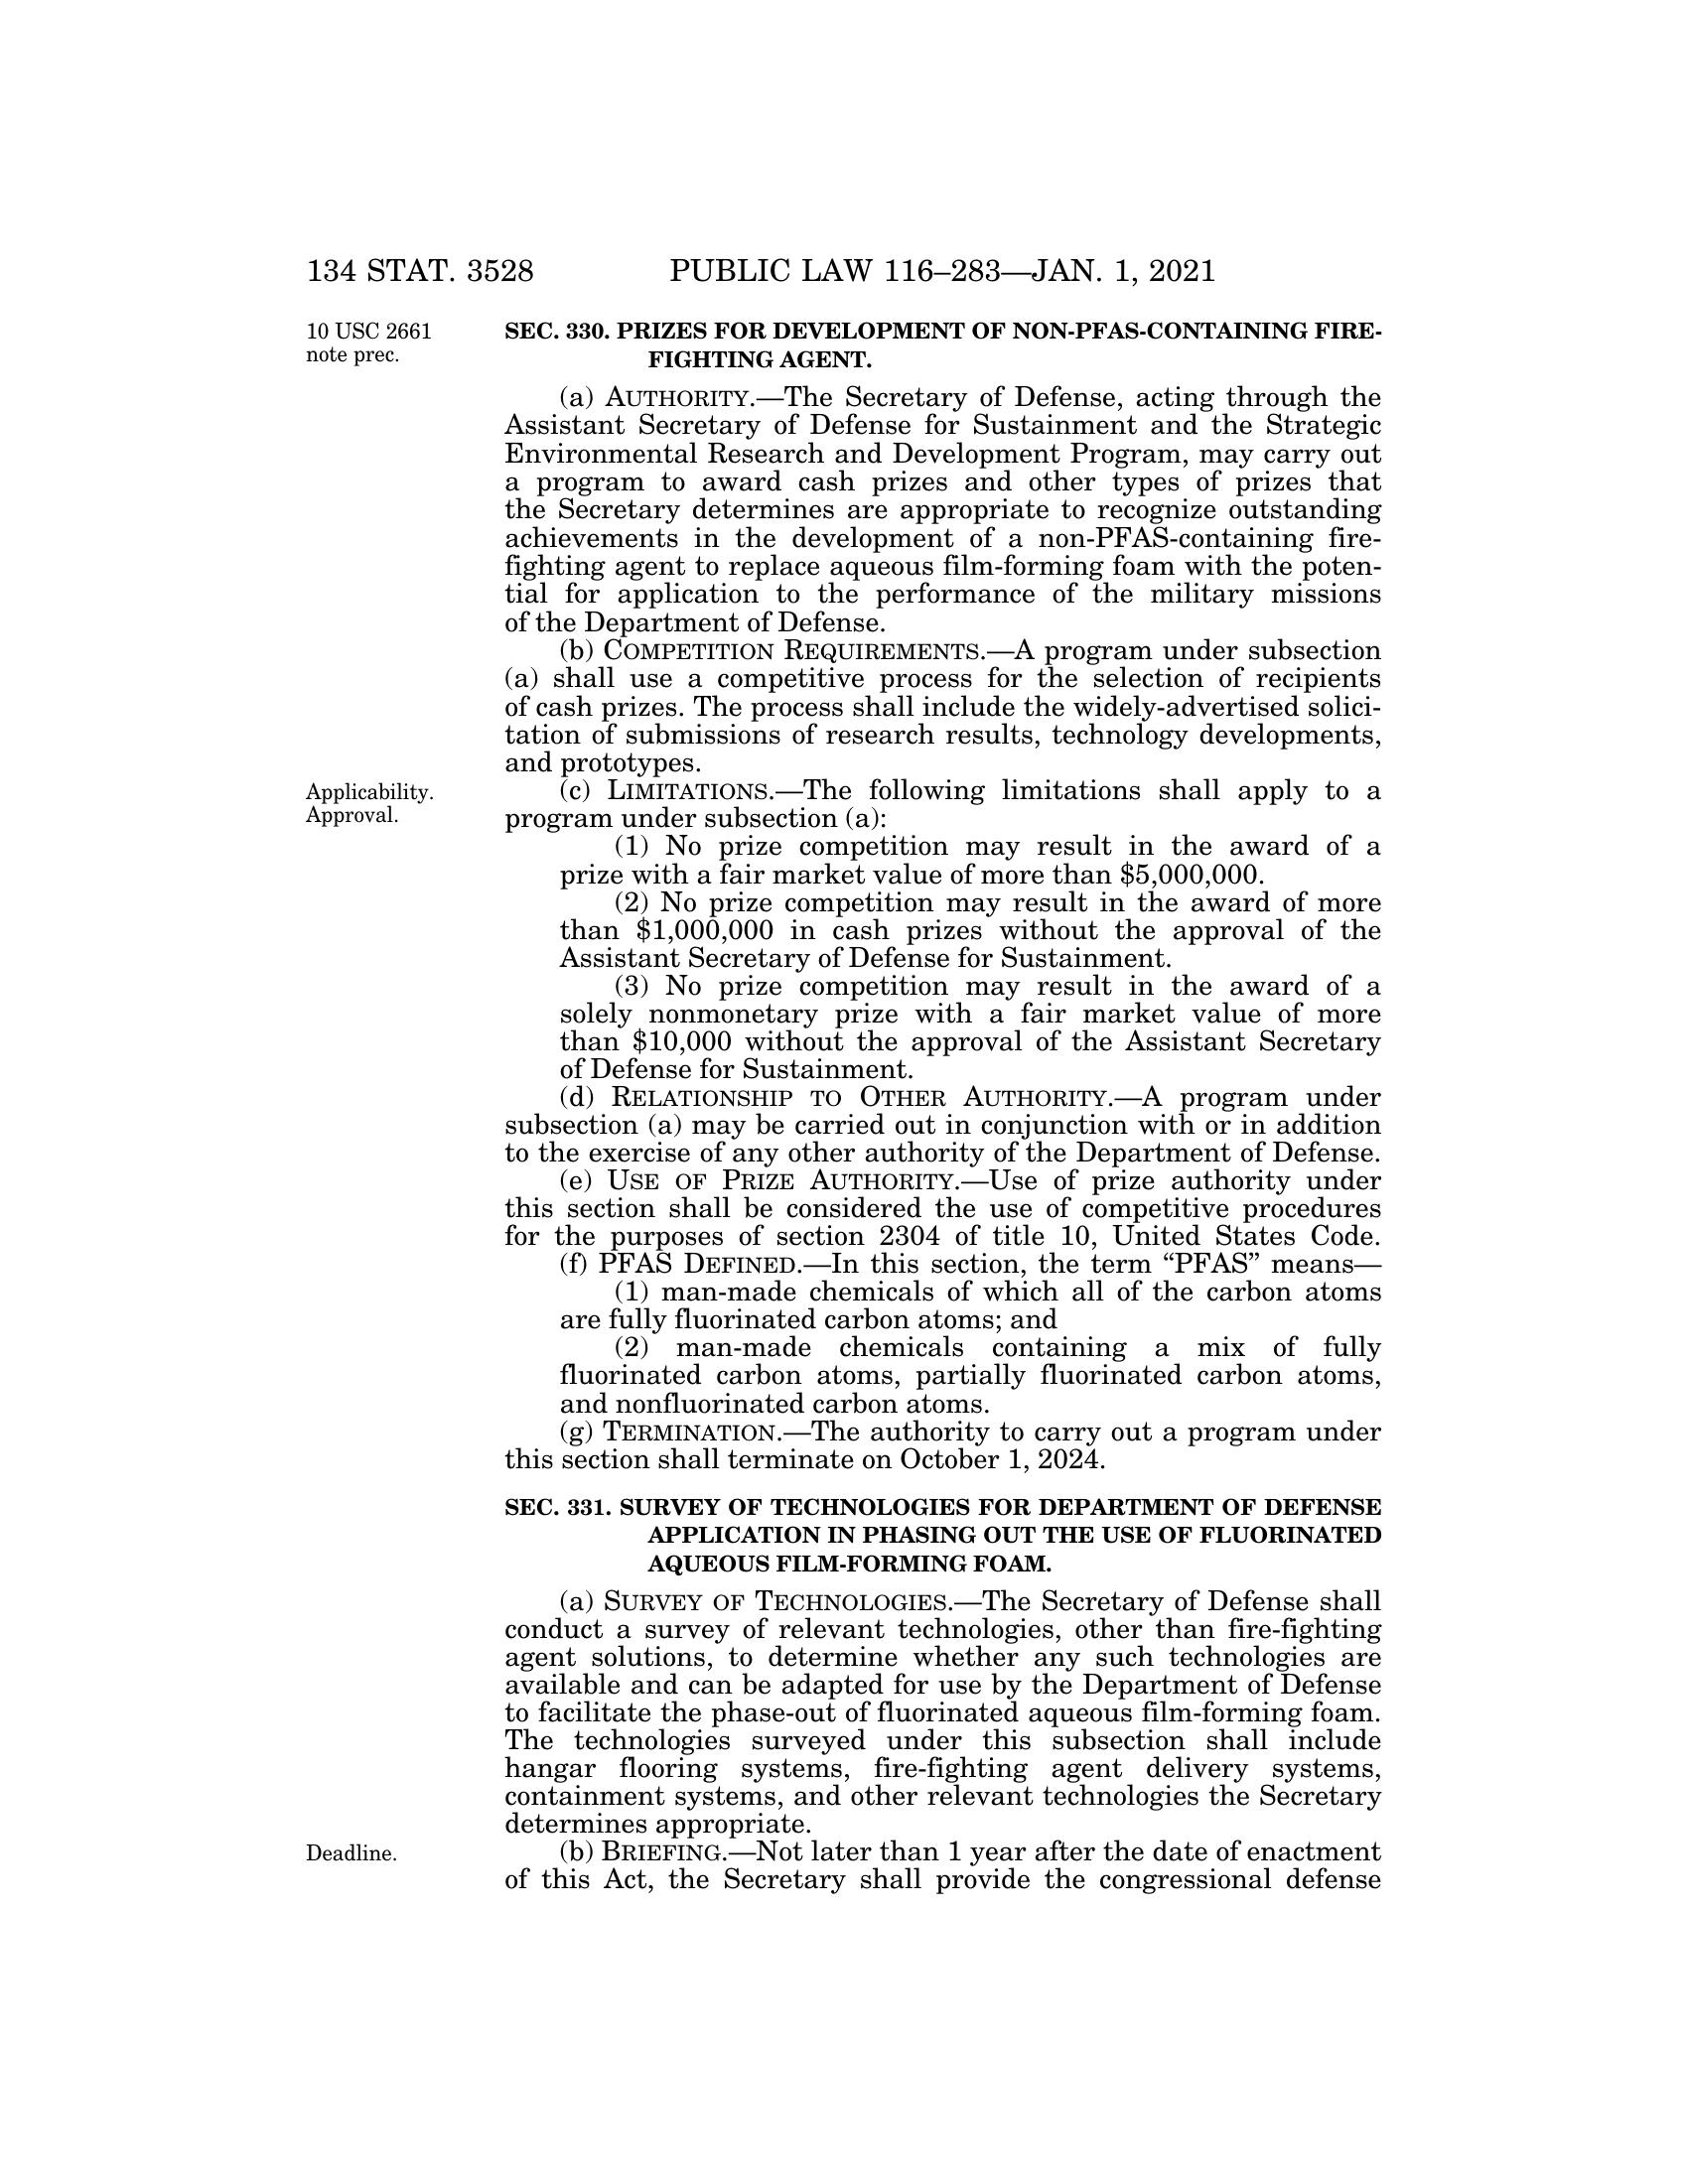 134 STAT. 3528
PUBLIC LAW 116–283—JAN. 1, 2021
10 USC 2661
note prec.
SEC. 330. PRIZES FOR DEVELOPMENT OF NON-PFAS-CONTAINING FIRE-
FIGHTING AGENT.
(a) AUTHORITY.—The Secretary of Defense, acting through the
Assistant Secretary of Defense for Sustainment and the Strategic
Environmental Research and Development Program, may carry out
a program to award cash prizes and other types of prizes that
the Secretary determines are appropriate to recognize outstanding
achievements in the development of a non-PFAS-containing fire-
fighting agent to replace aqueous film-forming foam with the poten-
tial for application to the performance of the military missions
of the Department of Defense.
(b) COMPETITION REQUIREMENTS.—A program under subsection
(a) shall use a competitive process for the selection of recipients
of cash prizes. The process shall include the widely-advertised solici-
tation of submissions of research results, technology developments,
and prototypes.
Applicability.
Approval.
(c) LIMITATIONS.—The following limitations shall apply to a
program under subsection (a):
(1) No prize competition may result in the award of a
prize with a fair market value of more than $5,000,000.
(2) No prize competition may result in the award of more
than $1,000,000 in cash prizes without the approval of the
Assistant Secretary of Defense for Sustainment.
(3) No prize competition may result in the award of a
solely nonmonetary prize with a fair market value of more
than $10,000 without the approval of the Assistant Secretary
of Defense for Sustainment.
(d) RELATIONSHIP TO OTHER AUTHORITY.—A program under
subsection (a) may be carried out in conjunction with or in addition
to the exercise of any other authority of the Department of Defense.
(e) USE OF PRIZE AUTHORITY.—Use of prize authority under
this section shall be considered the use of competitive procedures
for the purposes of section 2304 of title 10, United States Code.
(f) PFAS DEFINED.—In this section, the term “PFAS” means—
(1) man-made chemicals of which all of the carbon atoms
are fully fluorinated carbon atoms; and
(2) man-made chemicals containing a mix of fully
fluorinated carbon atoms, partially fluorinated carbon atoms,
and nonfluorinated carbon atoms.
(g) TERMINATION.—The authority to carry out a program under
this section shall terminate on October 1, 2024.
SEC. 331. SURVEY OF TECHNOLOGIES FOR DEPARTMENT OF DEFENSE
APPLICATION IN PHASING OUT THE USE OF FLUORINATED
AQUEOUS FILM-FORMING FOAM.
(a) SURVEY OF TECHNOLOGIES.—The Secretary of Defense shall
conduct a survey of relevant technologies, other than fire-fighting
agent solutions, to determine whether any such technologies are
available and can be adapted for use by the Department of Defense
to facilitate the phase-out of fluorinated aqueous film-forming foam.
The technologies surveyed under this subsection shall include
hangar flooring systems, fire-fighting agent delivery systems,
containment systems, and other relevant technologies the Secretary
determines appropriate.
Deadline.
(b) BRIEFING.—Not later than 1 year after the date of enactment
of this Act, the Secretary shall provide the congressional defense